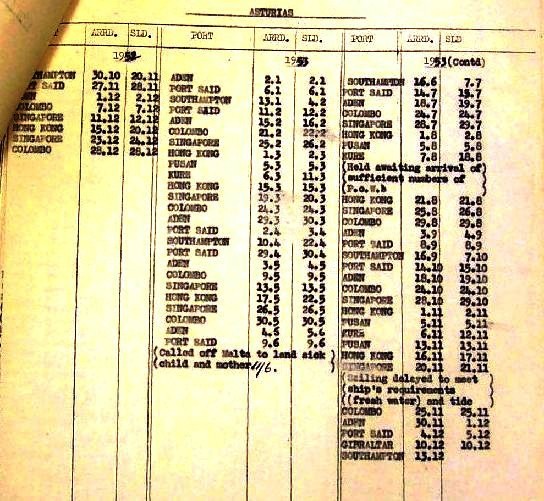 ASTURIAS
ARRD. SLD. PORT ARRD. SLD. PORT ARRD. SLD.
1952
THAMPTON 30.10 20.11
T SAID 27.11 28.11
EN 1.12 2.12
COLOMBO 7.12
SINGAPORE 11.12 12.12
HONG KONG 15.12 20.12
SINGAPORE 23.12 24.12
COLOMBO 28.12 28.12
1953
ADEN 2.1 2.1
PORT SAID 6.1 6.1
SOUTHAMPTON 13.1 4.2
PORT SAID 11.2 12.2
ADEN 15.2 16.2
COLOMBO 21.2 22.2
SINGAPORE 25.2 26.2
HONG KONG 1.3 2.3
PUSAN 5.3
KURE 6.3 11.3
HONG KONG 15.3 15.3
SINGAPORE 19.3 20.3
COLOMBO 24.3 24.3
ADEN 29.3 30.3
PORT SAID 2.4 3.4
SOUTHAMPTON 10.4 22.4
PORT SAID 29.4 30.4
ADEN 3.5 4.5
COLOMBO 9.5 9.5
SINGAPORE 13.5 13.5
HONG KONG 17.5 22.5
SINGAPORE 26.5 26.5
COLOMBO 30.5 30.5
ADEN 4.6 5.6
PORT SAID 9.6 9.6
(Called off Malta to land sick )
(child and mother
1953 (Contd)
SOUTHAMPTON 16.6 7.7
PORT SAID 14.7 15.7
ADEN 18.7 19.7
COLOMBO 24.7 24.7
SINGAPORE 28.7 29.7
HONG KONG 1.8 2.8
PUSAN 5.8 5.8
KURE 7.8 18.8
(Held awaiting arrival of )
(sufficient numbers of )
(P.o.W.s )
HONG KONG 21.8 21.8
SINGAPORE 25.8 26.8
COLOMBO 29.8 29.8
ADEN 3.9 4.9
PORT SAID 8.9 8.9
SOUTHAMPTON 16.9 7.10
PORT SAID 14.10 15.10
ADEN 18.10 19.10
COLOMBO 24.10 24.10
SINGAPORE 28.10 29.10
HONG KONG 1.11 2.11
PUSAN 5.11 5.11
KURE 6.11 12.11
PUSAN 13.11 13.11
HONG KONG 16.11 17.11
SINGAPORE 20.11 21.11
(Sailing delayed to meet )
(ship's requirements )
((fresh water) and tide )
COLOMBO 25.11 25.11
ADEN 30.11 1.12
PORT SAID 4.12 5.12
GIBRALTAR 10.12 10.12
SOUTHAMPTON 13.12